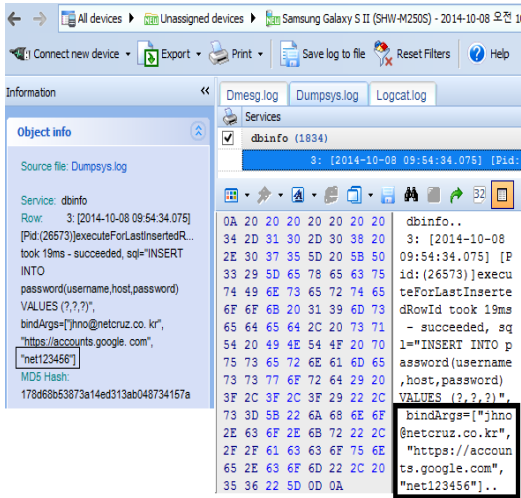 All devices ▶ Unassigned devices ▶ Samsung Galaxy S II (SHW-M250S) - 2014-10-08 오전 1
Connect new device Export Print Save log to file Reset Filters Help
Information
Object info
Source file: Dumpsys.log
Service: dbinfo
Row: 3: [2014-10-08 09:54:34.075]
[Pid:(26573)]executeForLastInsertedR...
took 19ms - succeeded, sql="INSERT
INTO
password(username,host,password)
VALUES (?,?,?)",
bindArgs=["jhno@netcruz.co. kr",
"https://accounts.google. com",
"net123456"]
MD5 Hash:
178d68b53873a14ed313ab048734157a
Dmesg.log Dumpsys.log Logcat.log
Services
dbinfo (1834)
3: [2014-10-08 09:54:34.075] [Pid:
32
0A 20 20 20 20 20 20 20 dbinfo..
34 2D 31 30 2D 30 38 20 3: [2014-10-08
2E 30 37 35 5D 20 5B 50 09:54:34.075] [P
33 29 5D 65 78 65 63 75 id:(26573)]execu
74 49 6E 73 65 72 74 65 teForLastInserte
6F 6F 6B 20 31 39 6D 73 dRowId took 19ms
65 64 65 64 2C 20 73 71 - succeeded, sq
54 20 49 4E 54 4F 20 70 l="INSERT INTO p
75 73 65 72 6E 61 6D 65 assword(username
73 73 77 6F 72 64 29 20 ,host,password)
3F 2C 3F 2C 3F 29 22 2C VALUES (?,?,?)",
73 3D 5B 22 6A 68 6E 6F bindArgs=["jhno
2E 63 6F 2E 6B 72 22 2C @netcruz.co.kr",
2F 2F 61 63 63 6F 75 6E "https://accoun
65 2E 63 6F 6D 22 2C 20 ts.google.com",
35 36 22 5D 0D 0A "net123456"]..